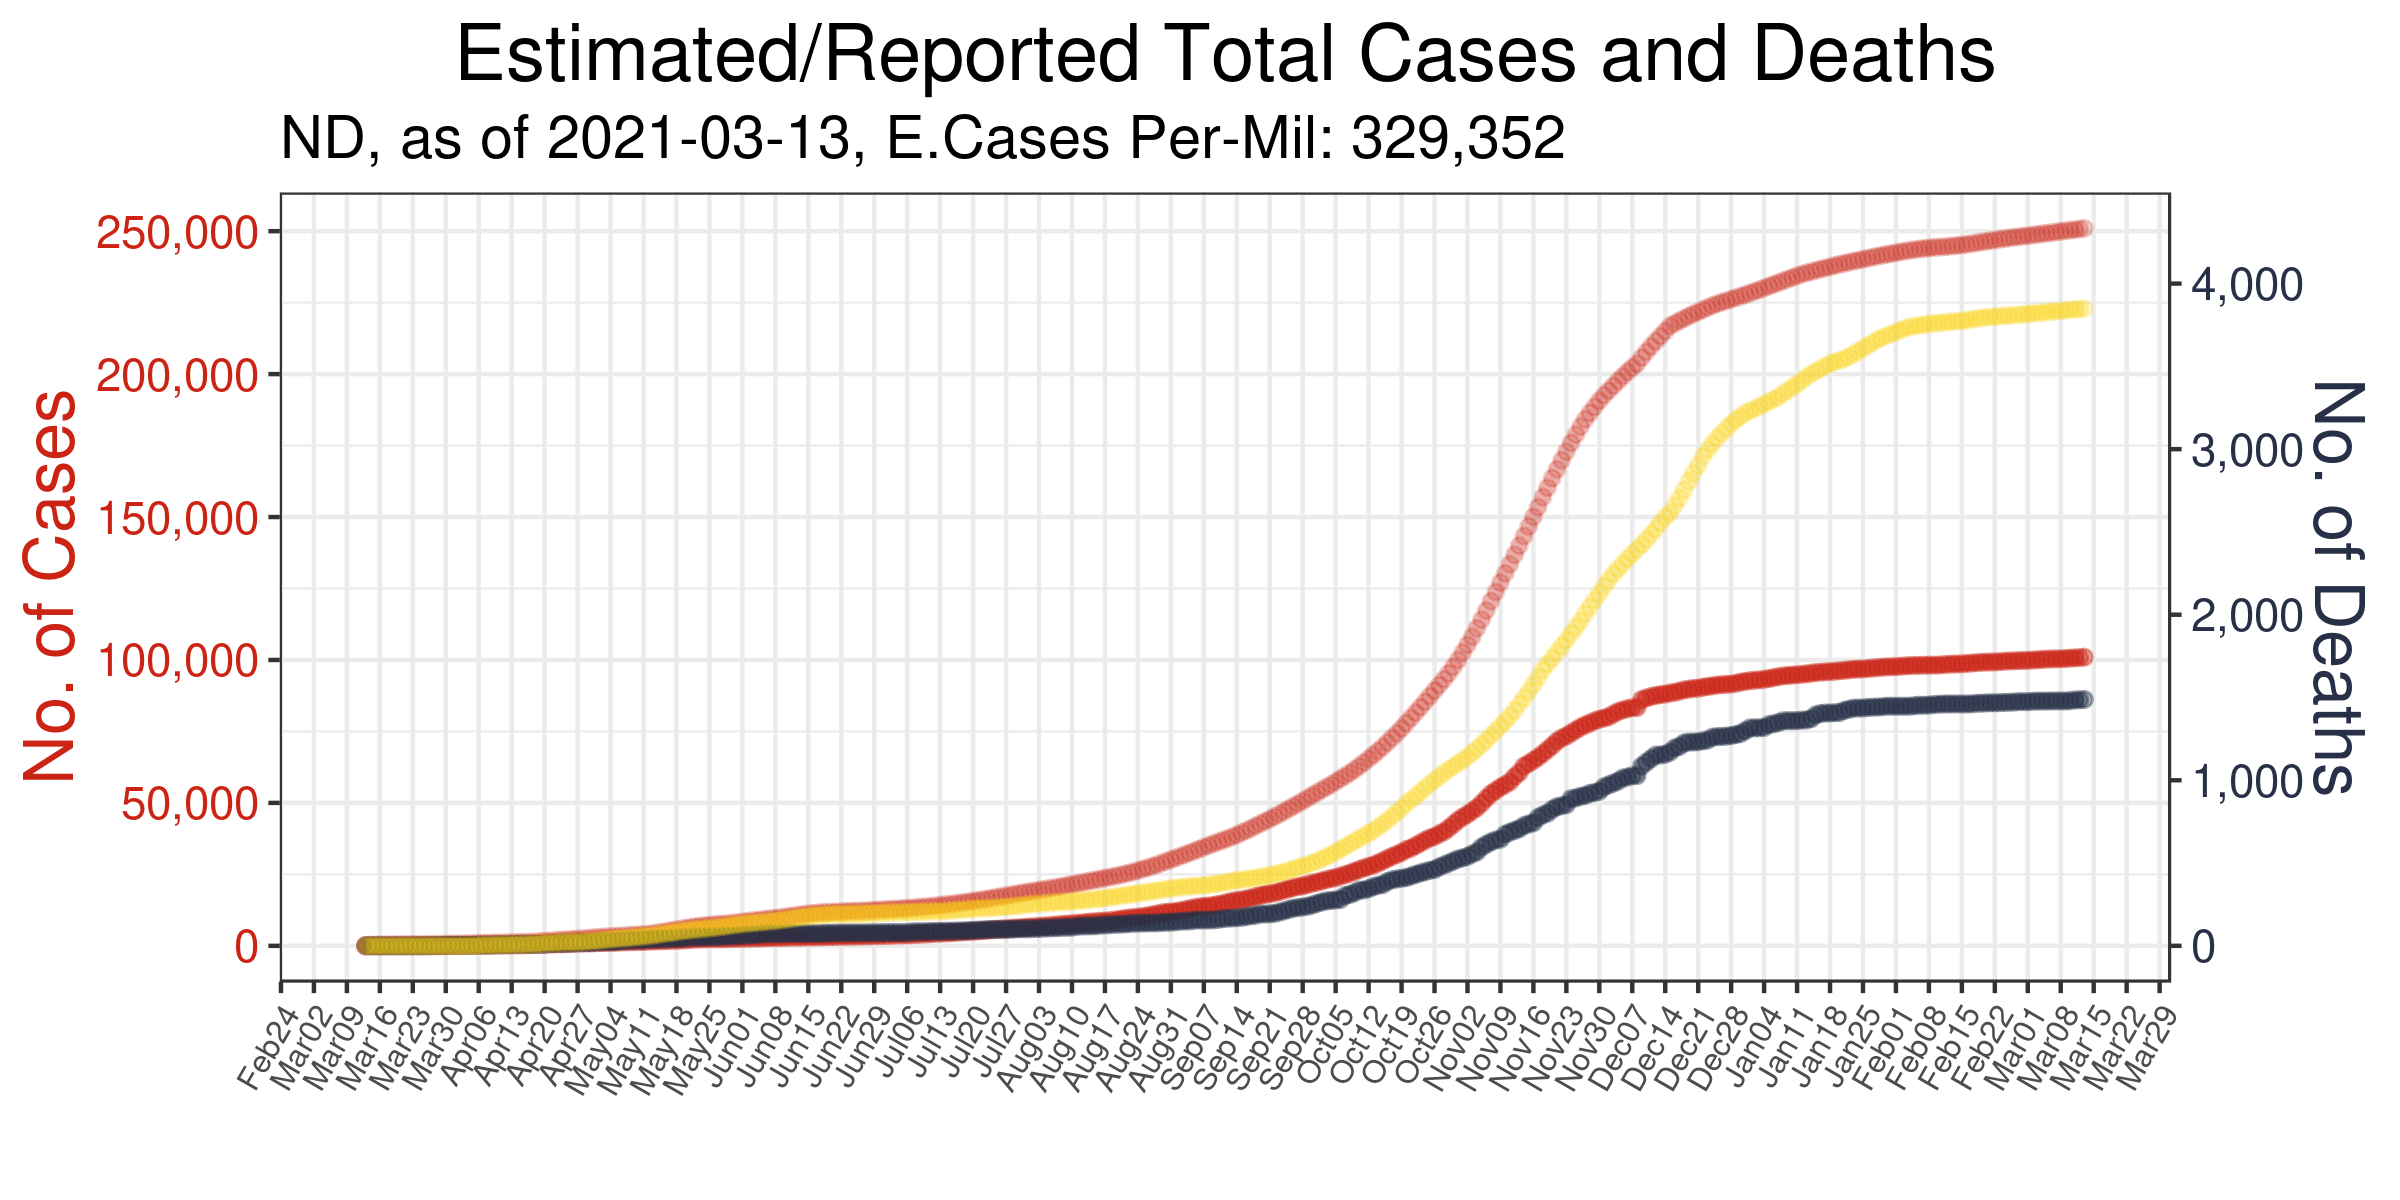 Estimated/Reported Total Cases and Deaths
ND, as of 2021-03-13, E.Cases Per-Mil: 329,352
No. of Cases
250,000
200,000
150,000
100,000
50,000
0
4,000
3,000
2,000
1,000
0
No. of Deaths
Feb24
Mar02
Mar09
Mar16
Mar23
Mar30
Apr06
Apr13
Apr20
Apr27
May04
May11
May18
May25
Jun01
Jun08
Jun15
Jun22
Jun29
Jul06
Jul13
Jul20
Jul27
Aug03
Aug10
Aug17
Aug24
Aug31
Sep07
Sep14
Sep21
Sep28
Oct05
Oct12
Oct19
Oct26
Nov02
Nov09
Nov16
Nov23
Nov30
Dec07
Dec14
Dec21
Dec28
Jan04
Jan11
Jan18
Jan25
Feb01
Feb08
Feb15
Feb22
Mar01
Mar08
Mar15
Mar22
Mar29